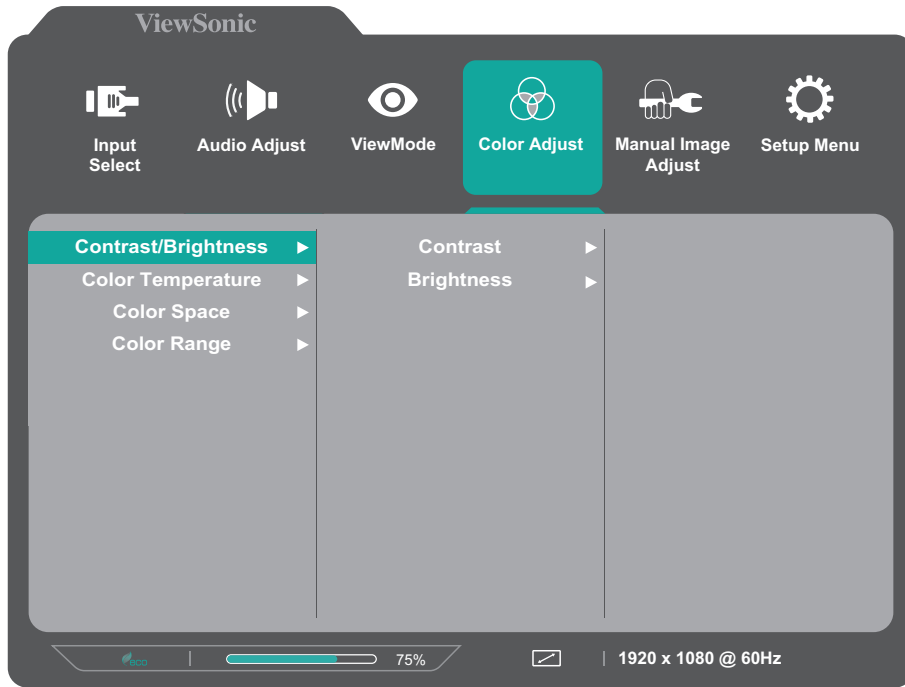 ViewSonic
Input
Select
Audio Adjust
ViewMode
Color Adjust
Manual Image
Adjust
Setup Menu
Contrast/Brightness
Color Temperature
Color Space
Color Range
Contrast
Brightness
eco
75%
1920 x 1080 @ 60Hz